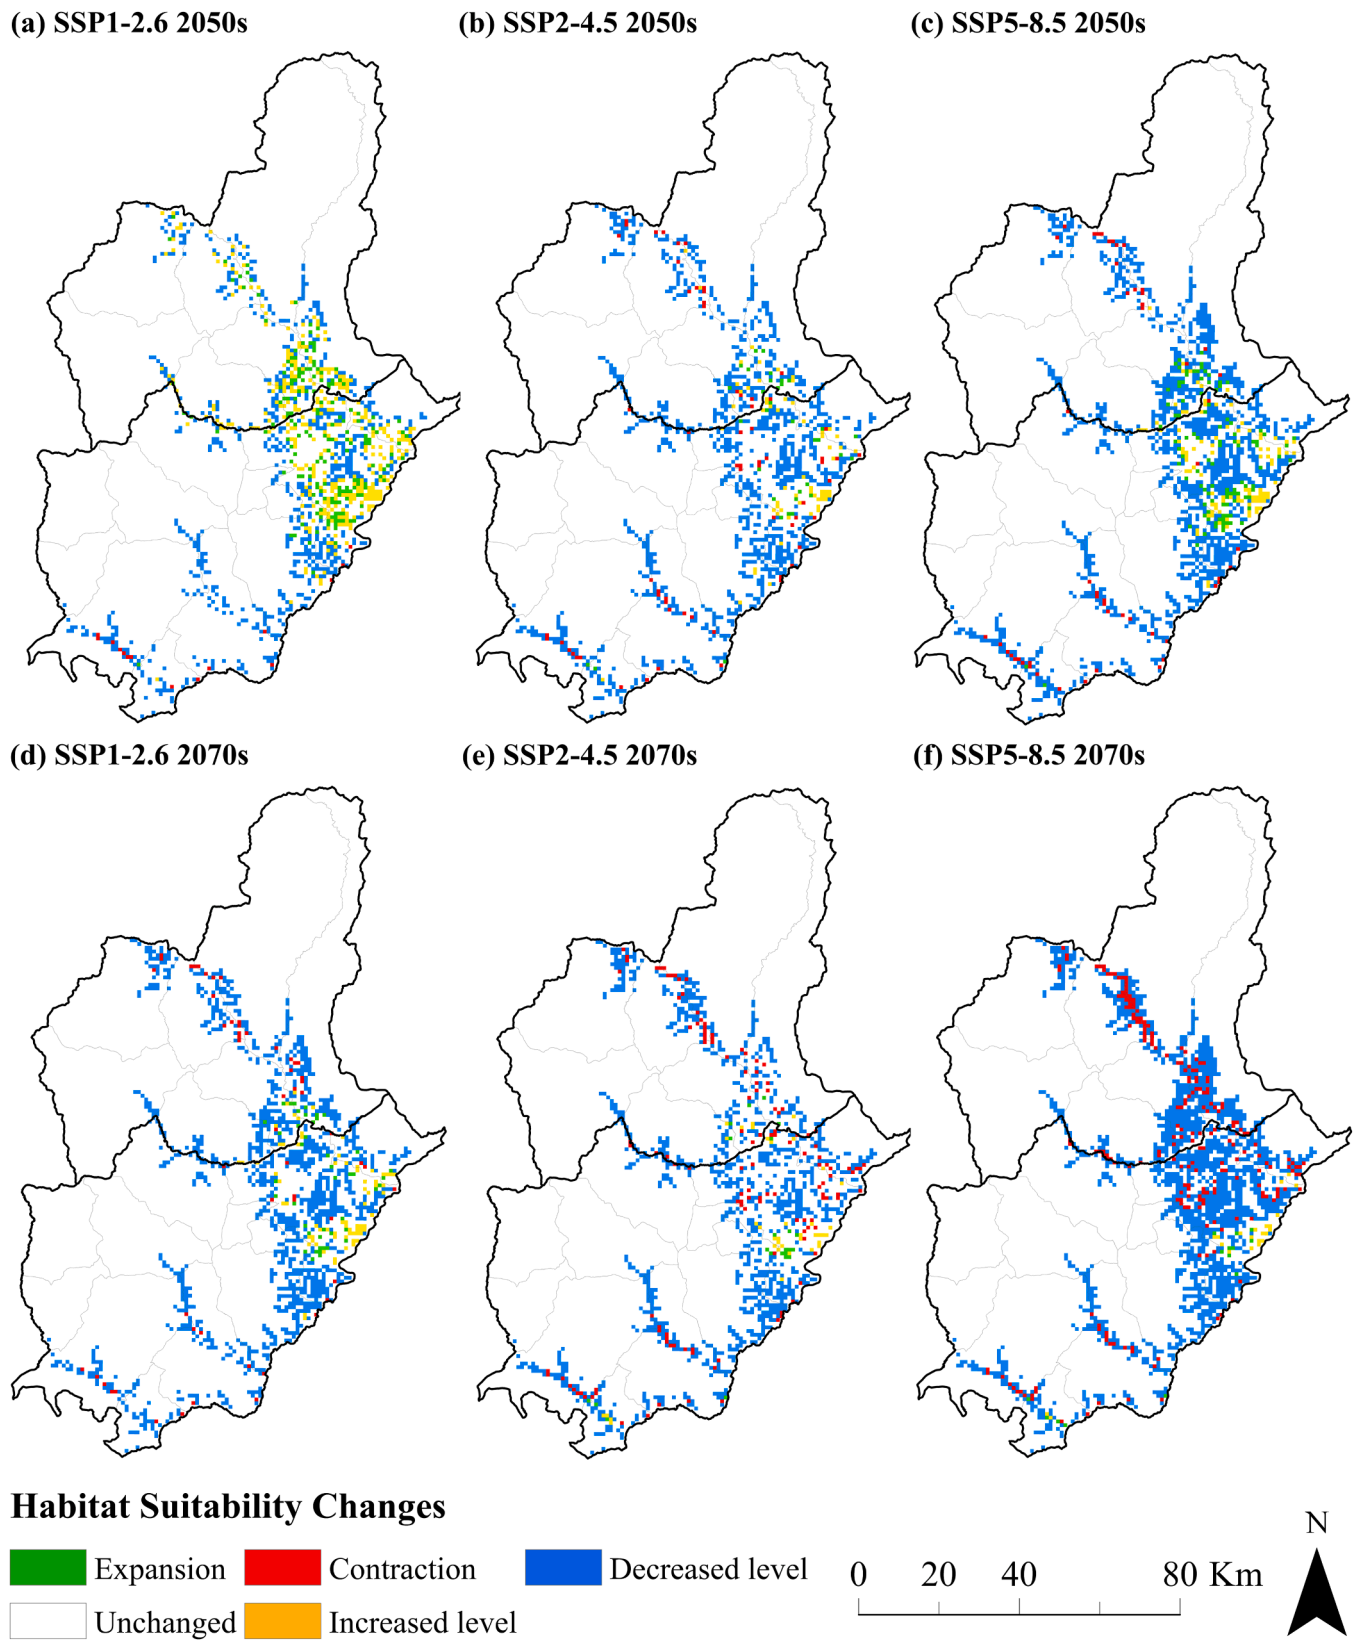 (a) SSP1-2.6 2050s (b) SSP2-4.5 2050s (c) SSP5-8.5 2050s
(d) SSP1-2.6 2070s (e) SSP2-4.5 2070s (f) SSP5-8.5 2070s
Habitat Suitability Changes
Expansion Contraction Decreased level
Unchanged Increased level
0 20 40 80 Km
N